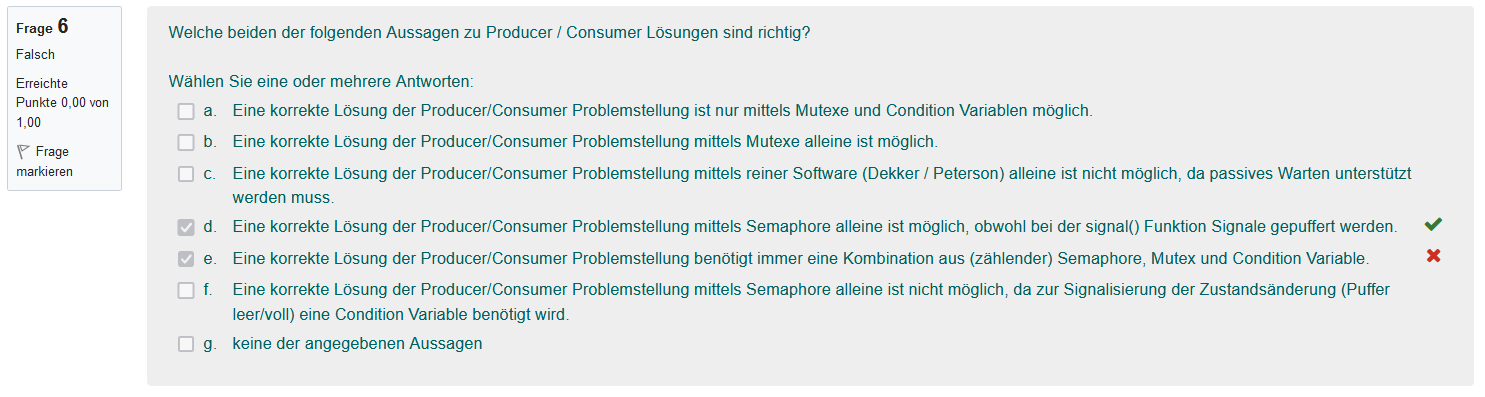 Frage 6
Falsch
Erreichte
Punkte 0,00 von
1,00
Frage
markieren
Welche beiden der folgenden Aussagen zu Producer / Consumer Lösungen sind richtig?
Wählen Sie eine oder mehrere Antworten:
a. Eine korrekte Lösung der Producer/Consumer Problemstellung ist nur mittels Mutexe und Condition Variablen möglich.
b. Eine korrekte Lösung der Producer/Consumer Problemstellung mittels Mutexe alleine ist möglich.
c. Eine korrekte Lösung der Producer/Consumer Problemstellung mittels reiner Software (Dekker / Peterson) alleine ist nicht möglich, da passives Warten unterstützt
werden muss.
d. Eine korrekte Lösung der Producer/Consumer Problemstellung mittels Semaphore alleine ist möglich, obwohl bei der signal() Funktion Signale gepuffert werden.
e. Eine korrekte Lösung der Producer/Consumer Problemstellung benötigt immer eine Kombination aus (zählender) Semaphore, Mutex und Condition Variable.
f. Eine korrekte Lösung der Producer/Consumer Problemstellung mittels Semaphore alleine ist nicht möglich, da zur Signalisierung der Zustandsänderung (Puffer
leer/voll) eine Condition Variable benötigt wird.
g. keine der angegebenen Aussagen